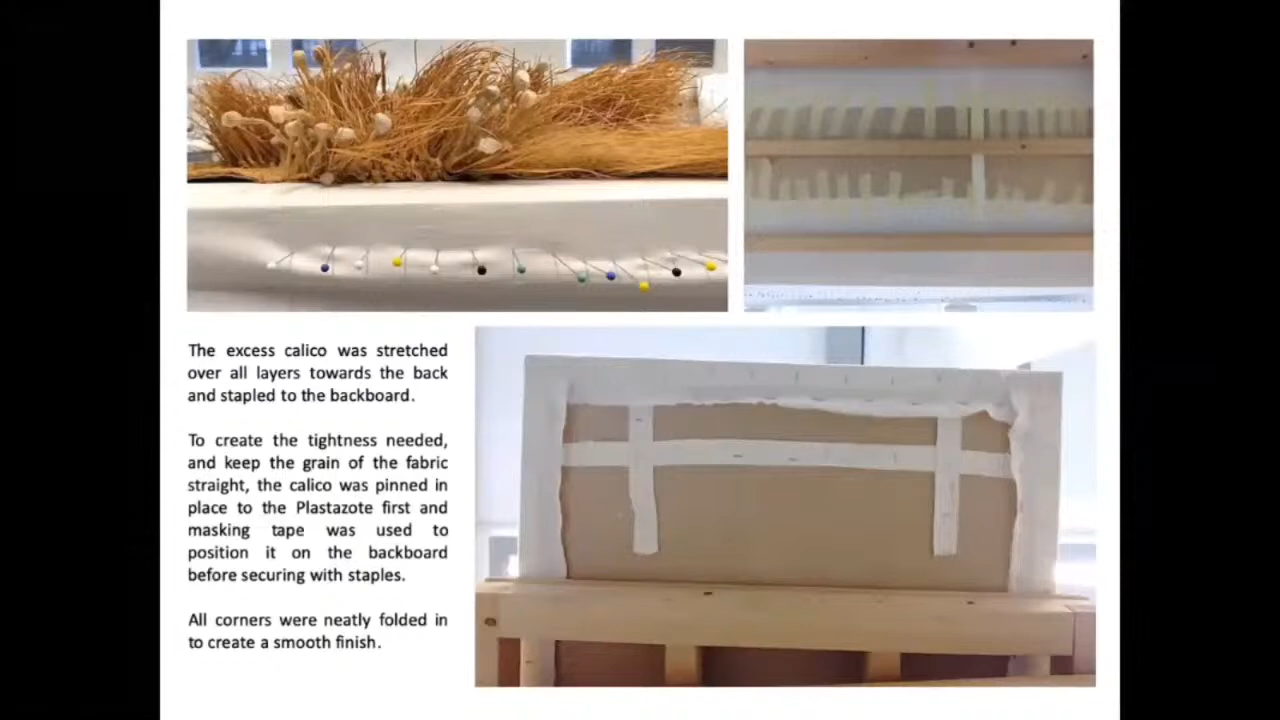 The excess calico was stretched
over all layers towards the back
and stapled to the backboard.
To create the tightness needed,
and keep the grain of the fabric
straight, the calico was pinned in
place to the Plastazote first and
masking tape was used to
position it on the backboard
before securing with staples.
All corners were neatly folded in
to create a smooth finish.